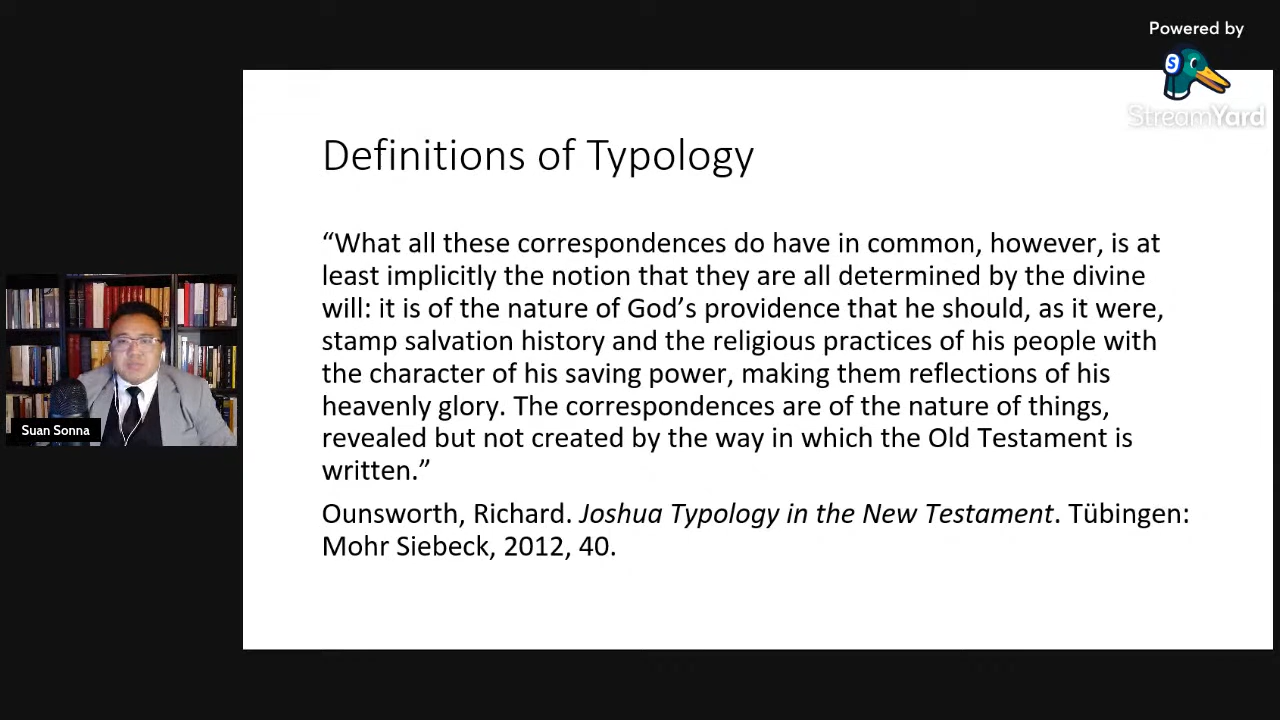 Powered by
S
StreamYard
Definitions of Typology
“What all these correspondences do have in common, however, is at
least implicitly the notion that they are all determined by the divine
will: it is of the nature of God’s providence that he should, as it were,
stamp salvation history and the religious practices of his people with
the character of his saving power, making them reflections of his
heavenly glory. The correspondences are of the nature of things,
revealed but not created by the way in which the Old Testament is
written.”
Ounsworth, Richard. Joshua Typology in the New Testament. Tübingen:
Mohr Siebeck, 2012, 40.
Suan Sonna